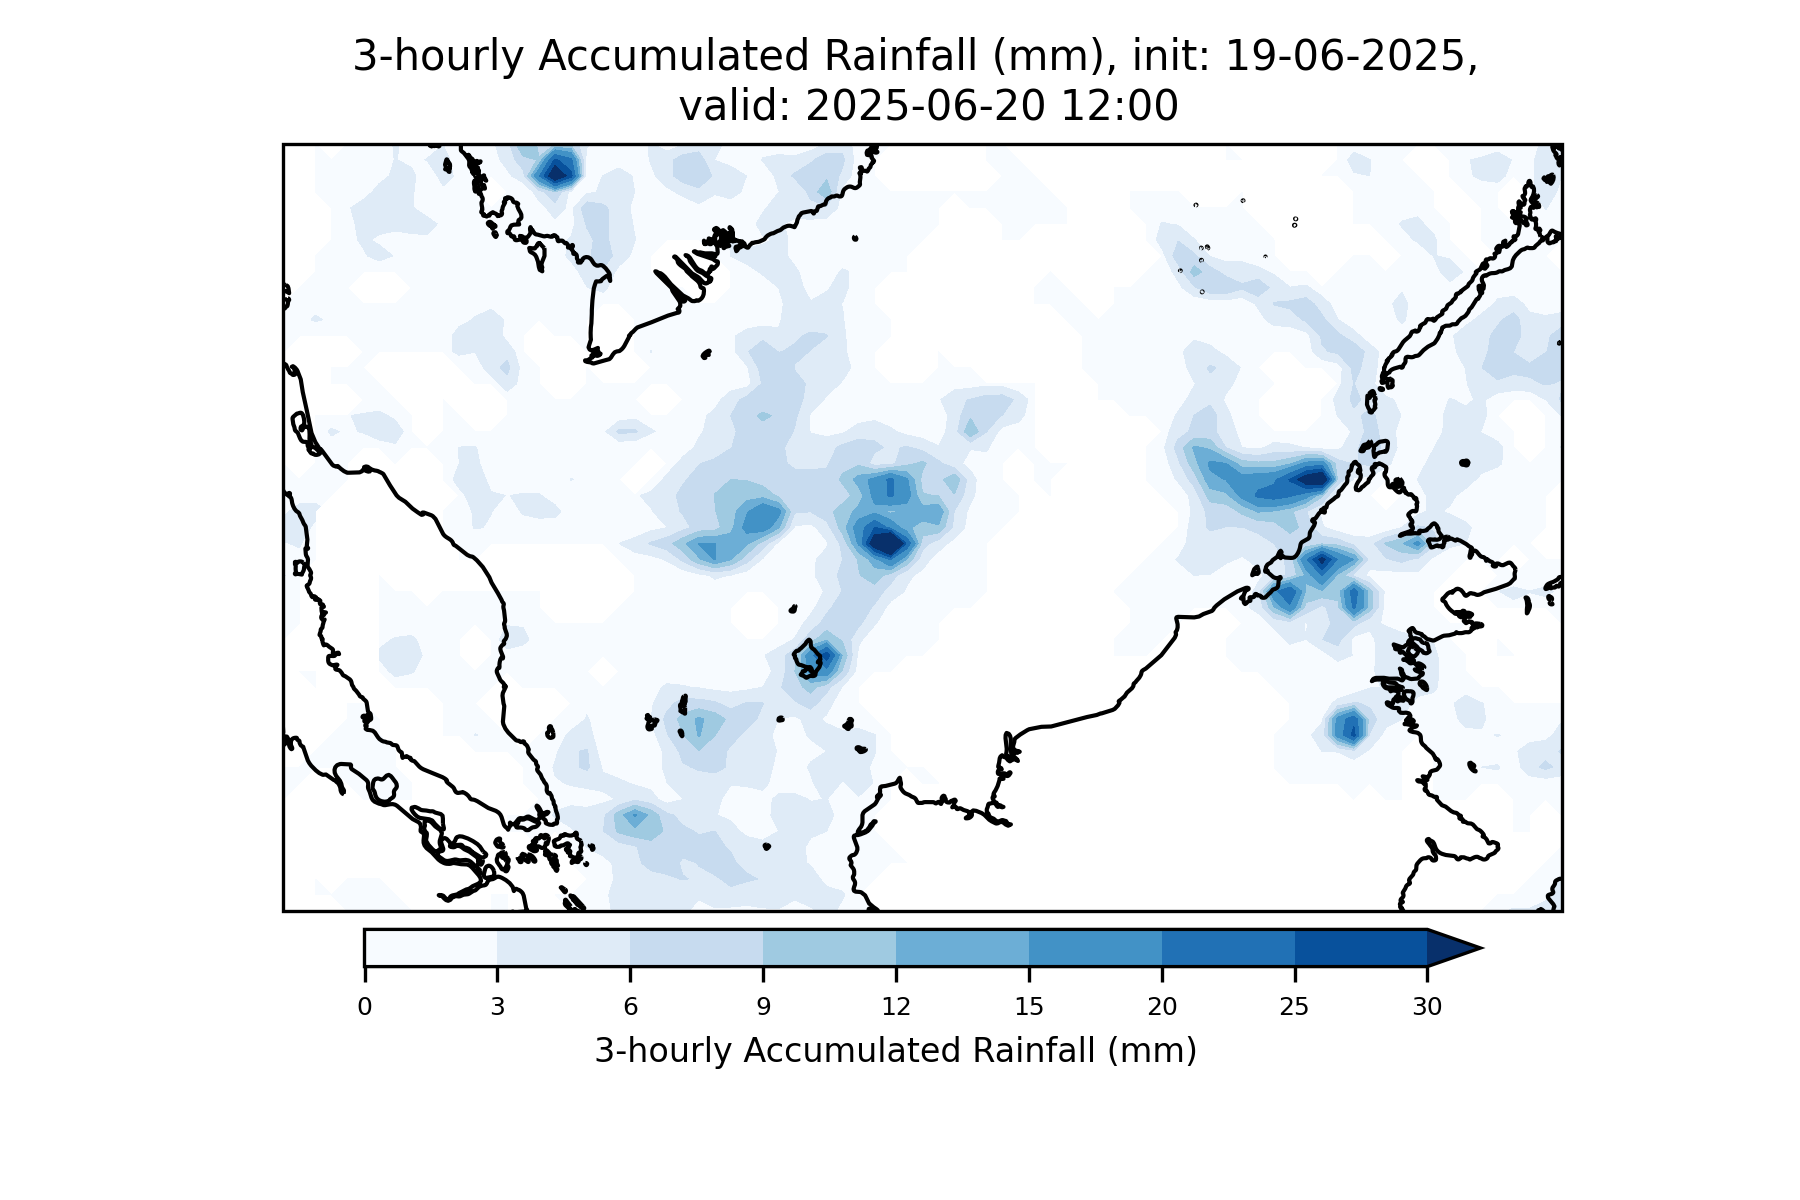 3-hourly Accumulated Rainfall (mm), init: 19-06-2025,
valid: 2025-06-20 12:00
0 3 6 9 12 15 20 25 30
3-hourly Accumulated Rainfall (mm)